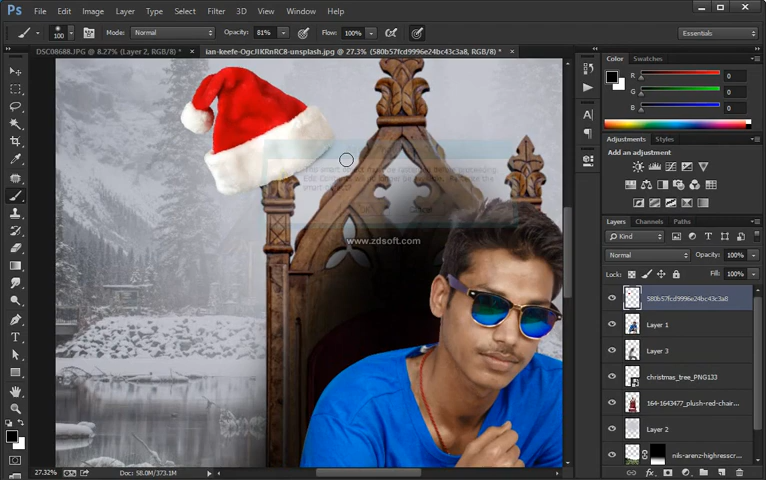 Ps File Edit Image Layer Type Select Filter 3D View Window Help
100 Mode: Normal Opacity: 81% Flow: 100% Essentials
DSC08688.JPG @ 8.27% (Layer 2, RGB/8) * × ian-keefe-OgcJIKRnRC8-unsplash.jpg @ 27.3% (580b57fcd9996e24bc43c3a8, RGB/8) * ×
Color Swatches
R 0
G 0
B 0
Adjustments Styles
Add an adjustment
Layers Channels Paths
Kind
Normal Opacity: 100%
Lock: Fill: 100%
580b57fcd9996e24bc43c3a8
Layer 1
Layer 3
christmas_tree_PNG133
164-1643477_plush-red-chair...
Layer 2
nils-arenz-highresscr...
www.zdsoft.com
27.32% Doc: 58.0M/373.1M